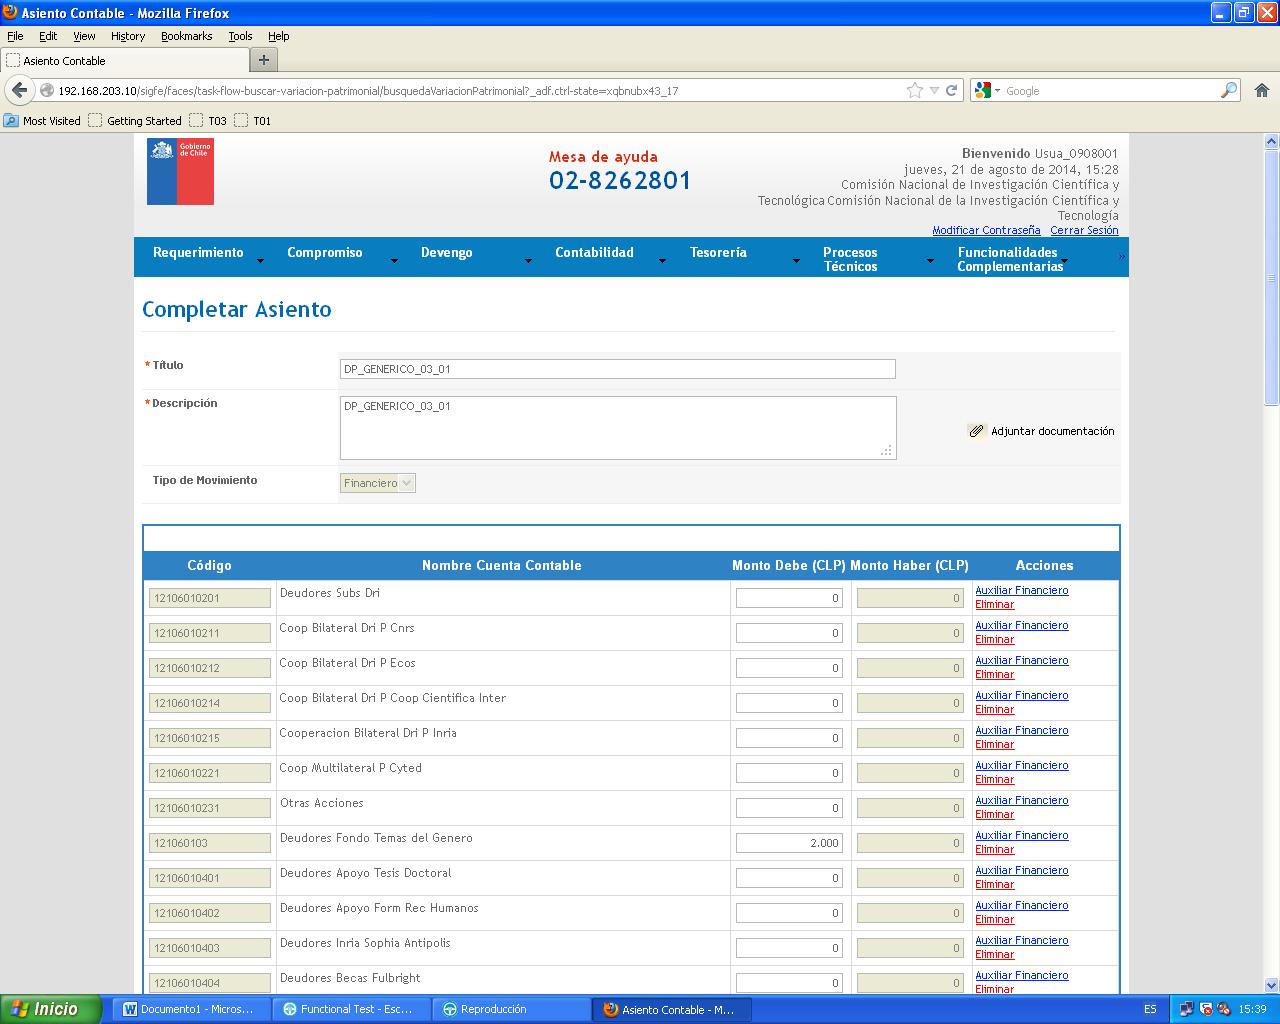 Asiento Contable - Mozilla Firefox
File Edit View History Bookmarks Tools Help
Asiento Contable
192.168.203.10/sigfe/faces/task-flow-buscar-variacion-patrimonial/busquedaVariacionPatrimonial?_adf.ctrl-state=xqbnubx43_17
Google
Most Visited Getting Started T03 T01
Gobierno de Chile
Mesa de ayuda
02-8262801
Bienvenido Usua_0908001
jueves, 21 de agosto de 2014, 15:28
Comisión Nacional de Investigación Científica y
Tecnológica Comisión Nacional de la Investigación Científica y
Tecnología
Modificar Contraseña Cerrar Sesión
Requerimiento Compromiso Devengo Contabilidad Tesorería Procesos Técnicos Funcionalidades Complementarias »
Completar Asiento
* Título DP_GENERICO_03_01
* Descripción DP_GENERICO_03_01
Adjuntar documentación
Tipo de Movimiento Financiero
Código Nombre Cuenta Contable Monto Debe (CLP) Monto Haber (CLP) Acciones
12106010201 Deudores Subs Dri 0 0 Auxiliar Financiero
Eliminar
12106010211 Coop Bilateral Dri P Cnrs 0 0 Auxiliar Financiero
Eliminar
12106010212 Coop Bilateral Dri P Ecos 0 0 Auxiliar Financiero
Eliminar
12106010214 Coop Bilateral Dri P Coop Cientifica Inter 0 0 Auxiliar Financiero
Eliminar
12106010215 Cooperacion Bilateral Dri P Inria 0 0 Auxiliar Financiero
Eliminar
12106010221 Coop Multilateral P Cyted 0 0 Auxiliar Financiero
Eliminar
12106010231 Otras Acciones 0 0 Auxiliar Financiero
Eliminar
121060103 Deudores Fondo Temas del Genero 2.000 0 Auxiliar Financiero
Eliminar
12106010401 Deudores Apoyo Tesis Doctoral 0 0 Auxiliar Financiero
Eliminar
12106010402 Deudores Apoyo Form Rec Humanos 0 0 Auxiliar Financiero
Eliminar
12106010403 Deudores Inria Sophia Antipolis 0 0 Auxiliar Financiero
Eliminar
12106010404 Deudores Becas Fulbright 0 0 Auxiliar Financiero
Eliminar
Inicio Documento1 - Micros... Functional Test - Esc... Reproducción Asiento Contable - M... ES 15:39